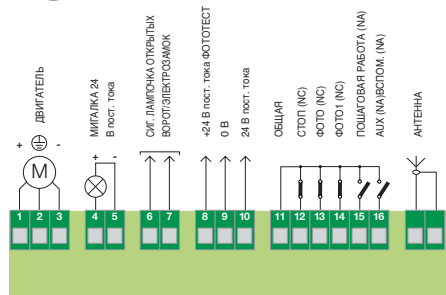 ДВИГАТЕЛЬ
МИГАЛКА 24
В пост. тока
СИГ. ЛАМПОЧКА ОТКРЫТЫХ
ВОРОТ/ЭЛЕКТРОЗАМОК
+24 В пост. тока ФОТОТЕСТ
0 В
24 В пост. тока
ОБЩАЯ
СТОП (NC)
ФОТО (NC)
ФОТО1 (NC)
ПОШАГОВАЯ РАБОТА (NA)
AUX (NA)ВСПОМ. (NA)
АНТЕННА
+ -
M
+ -
1 2 3 4 5 6 7 8 9 10 11 12 13 14 15 16